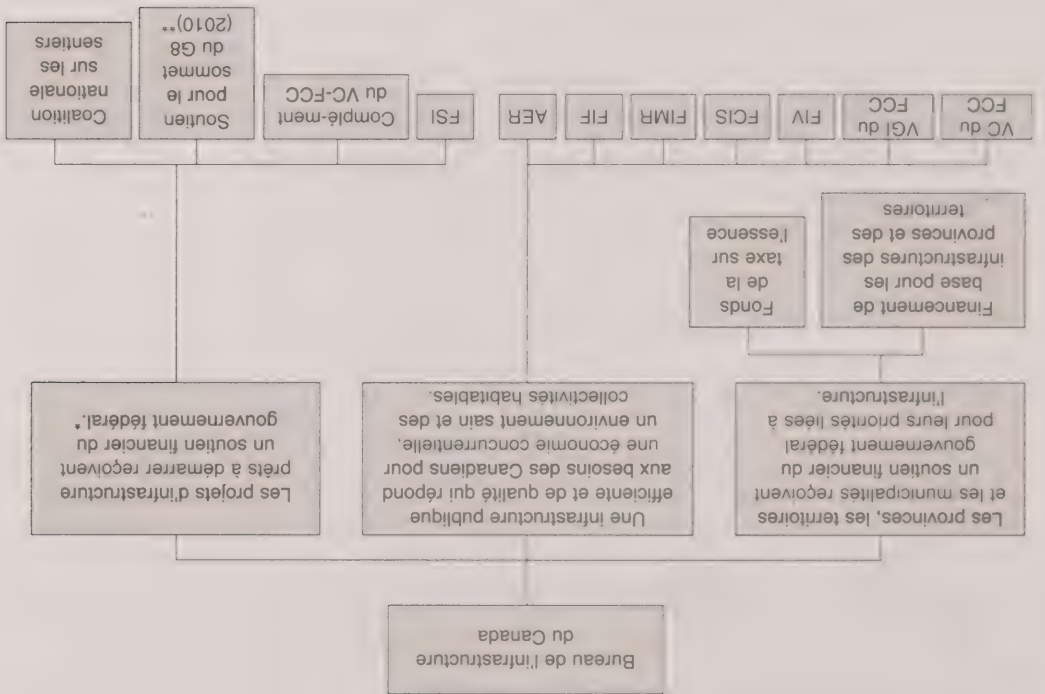 Bureau de l'infrastructure
du Canada
Les provinces, les territoires
et les municipalités reçoivent
un soutien financier du
gouvernement fédéral
pour leurs priorités liées à
l'infrastructure.
Une infrastructure publique
efficiente et de qualité qui répond
aux besoins des Canadiens pour
une économie concurrentielle,
un environnement sain et des
collectivités habitables.
Les projets d'infrastructure
prêts à démarrer reçoivent
un soutien financier du
gouvernement fédéral.*
Financement de
base pour les
infrastructures des
provinces et des
territoires
Fonds
de la
taxe sur
l'essence
VC du
FCC
VGI du
FCC
FIV
FCIS
FIMR
FIF
AER
FSI
Complé-ment
du VC-FCC
Soutien
pour le
sommet
du G8
(2010)**
Coalition
nationale
sur les
sentiers